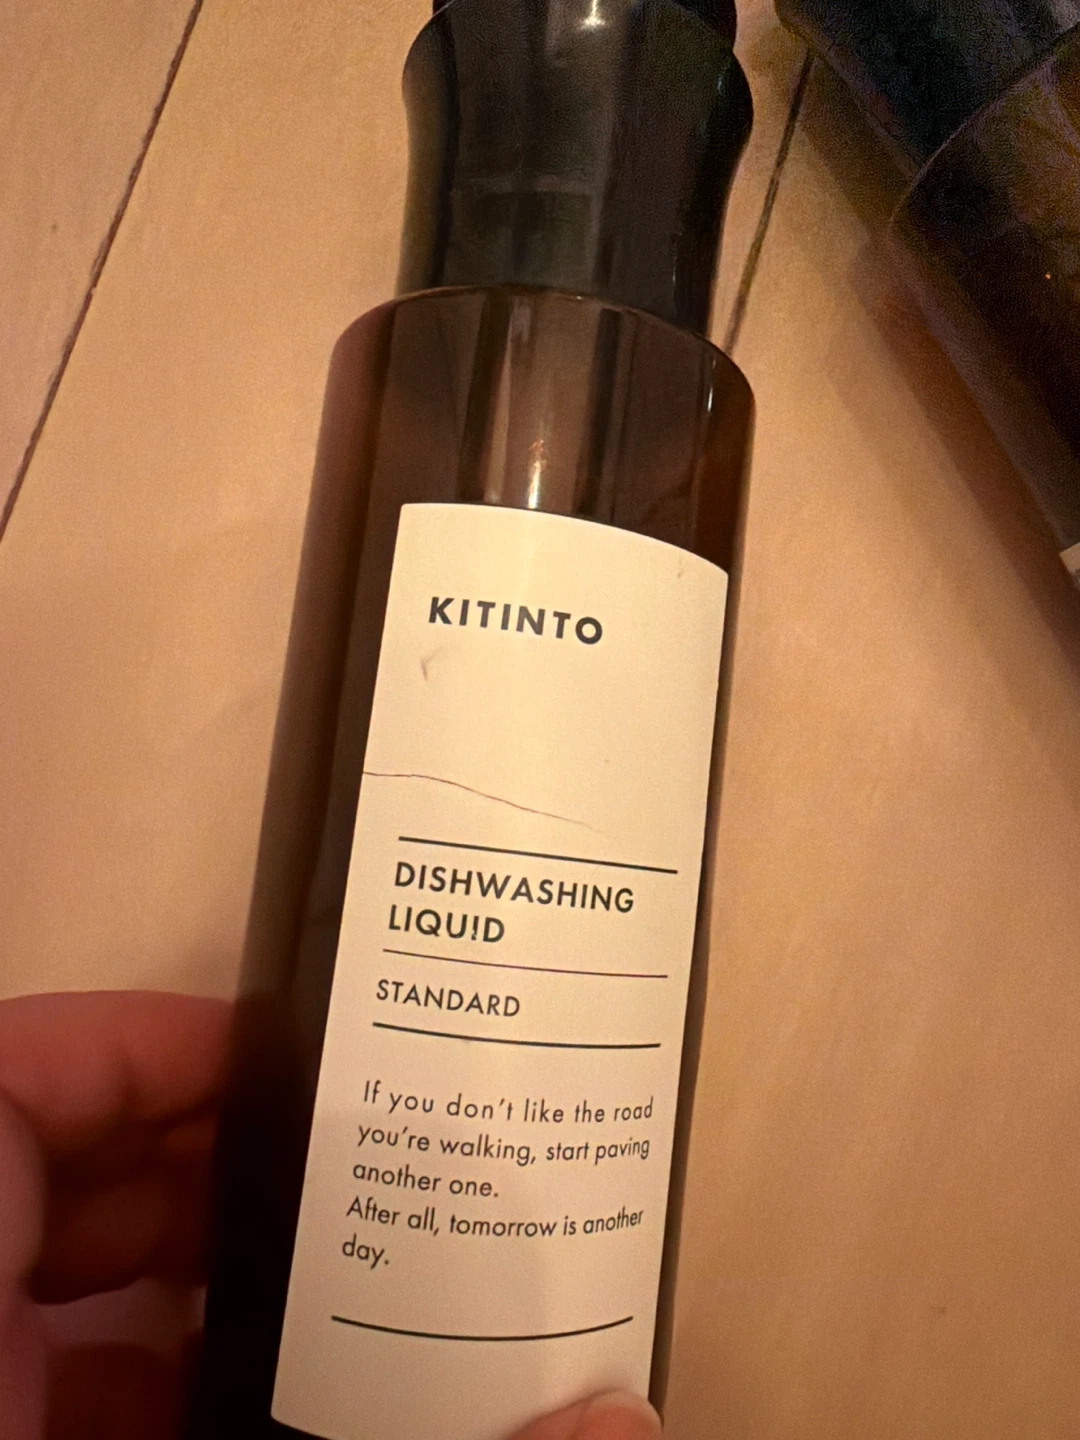 KITINTO
DISHWASHING
LIQU!D
STANDARD
If you don't like the road
you're walking, start paving
another one.
After all, tomorrow is another
day.